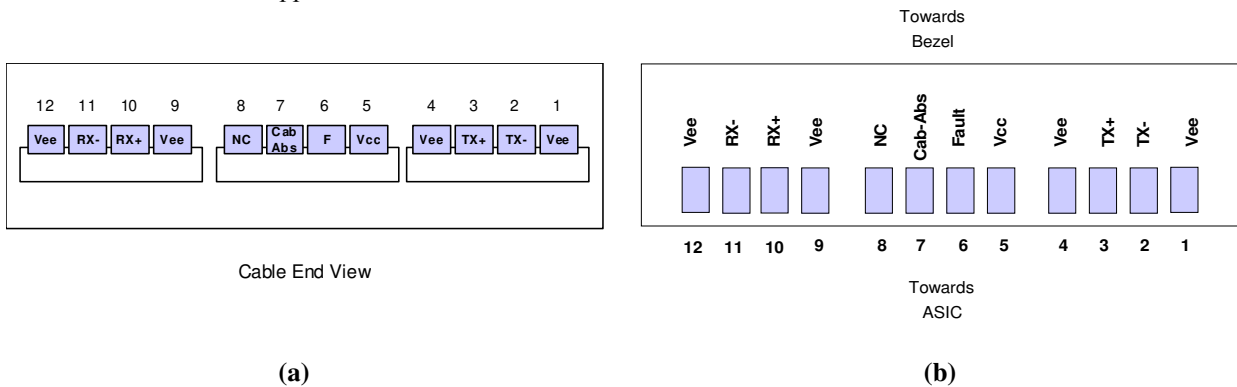 Towards
Bezel
12 11 10 9 8 7 6 5 4 3 2 1
Vee RX- RX+ Vee NC Cab Abs F Vcc Vee TX+ TX- Vee
Cable End View
(a)
Vee RX- RX+ Vee NC Cab-Abs Fault Vcc Vee TX+ TX- Vee
12 11 10 9 8 7 6 5 4 3 2 1
Towards
ASIC
(b)